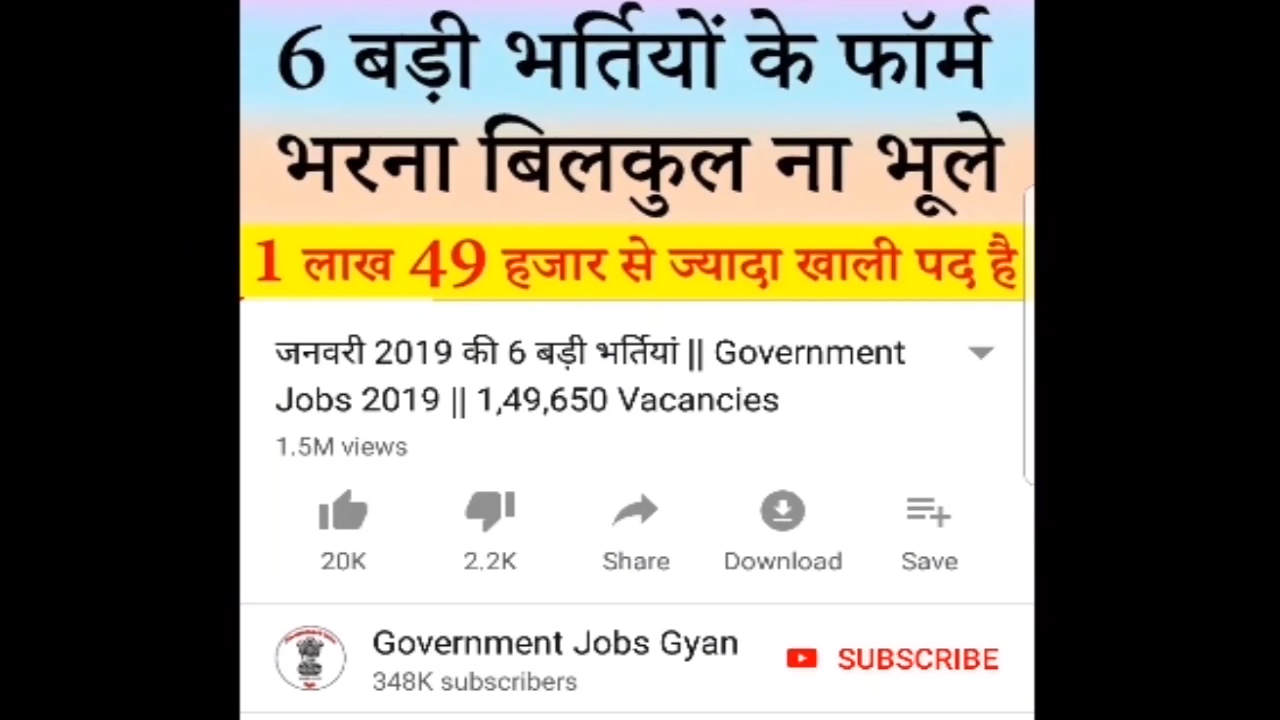 6 बड़ी भर्तियों के फॉर्म
भरना बिलकुल ना भूले
1 लाख 49 हजार से ज्यादा खाली पद है
जनवरी 2019 की 6 बड़ी भर्तियां || Government
Jobs 2019 || 1,49,650 Vacancies
1.5M views
20K 2.2K Share Download Save
Government Jobs Gyan
348K subscribers
SUBSCRIBE